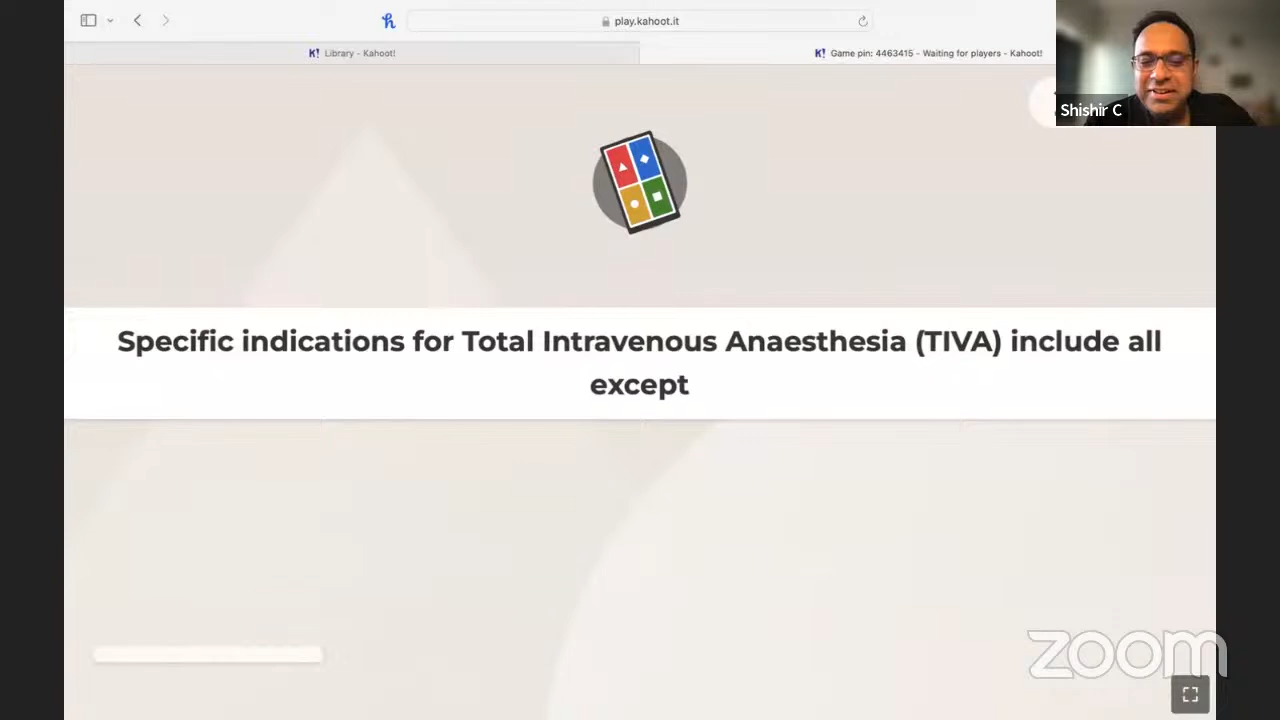 play.kahoot.it
K! Library - Kahoot!
K! Game pin: 4463415 - Waiting for players - Kahoot!
Shishir C
Specific indications for Total Intravenous Anaesthesia (TIVA) include all
except
zoom